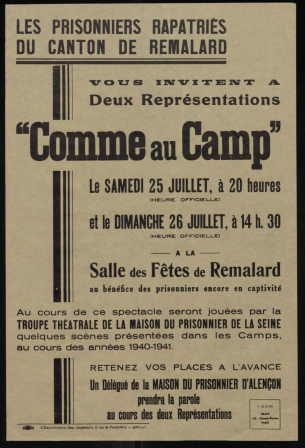 LES PRISONNIERS RAPATRIÉS
DU CANTON DE REMALARD
VOUS INVITENT A
Deux Représentations
"Comme au Camp"
Le SAMEDI 25 JUILLET, à 20 heures
(HEURE OFFICIELLE)
et le DIMANCHE 26 JUILLET, à 14 h. 30
(HEURE OFFICIELLE)
A LA
Salle des Fêtes de Remalard
au bénéfice des prisonniers encore en captivité
Au cours de ce spectacle seront jouées par la
TROUPE THEATRALE DE LA MAISON DU PRISONNIER DE LA SEINE
quelques scènes présentées dans les Camps,
au cours des années 1940-1941.
RETENEZ VOS PLACES A L'AVANCE
Un Délégué de la MAISON DU PRISONNIER D'ALENÇON
prendra la parole
au cours des deux Représentations